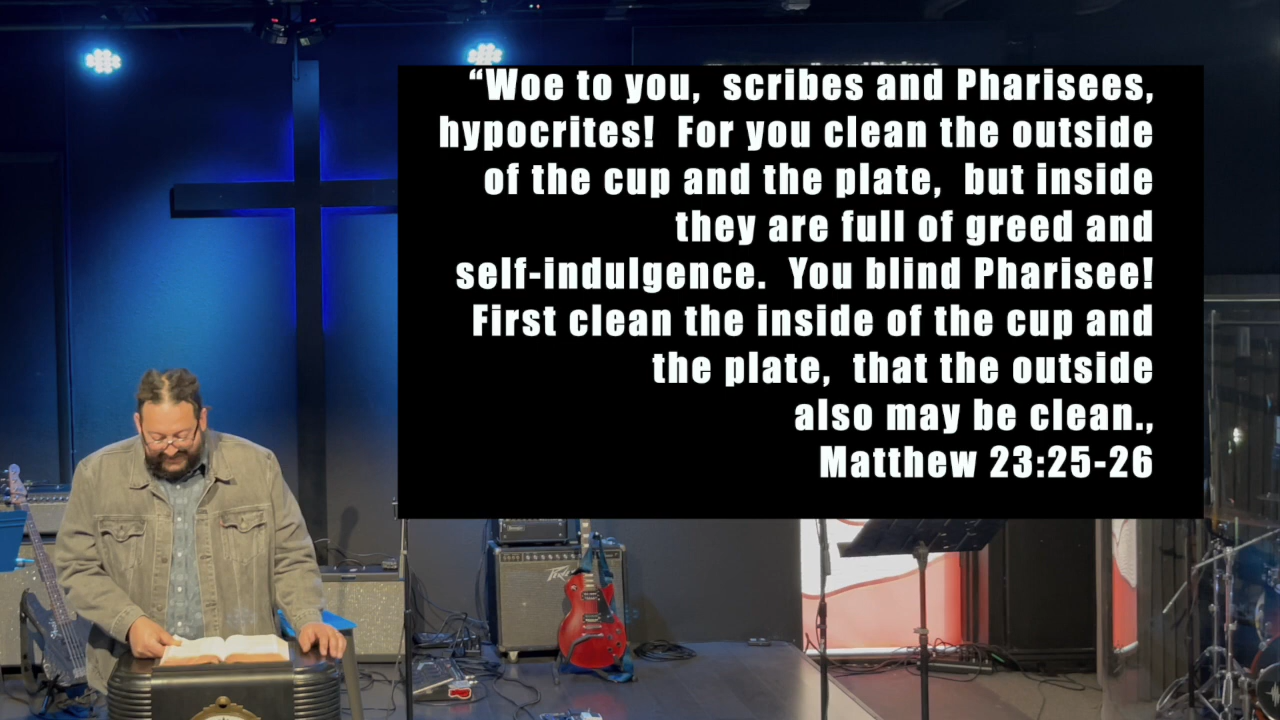 “Woe to you, scribes and Pharisees,
hypocrites! For you clean the outside
of the cup and the plate, but inside
they are full of greed and
self-indulgence. You blind Pharisee!
First clean the inside of the cup and
the plate, that the outside
also may be clean.,
Matthew 23:25-26